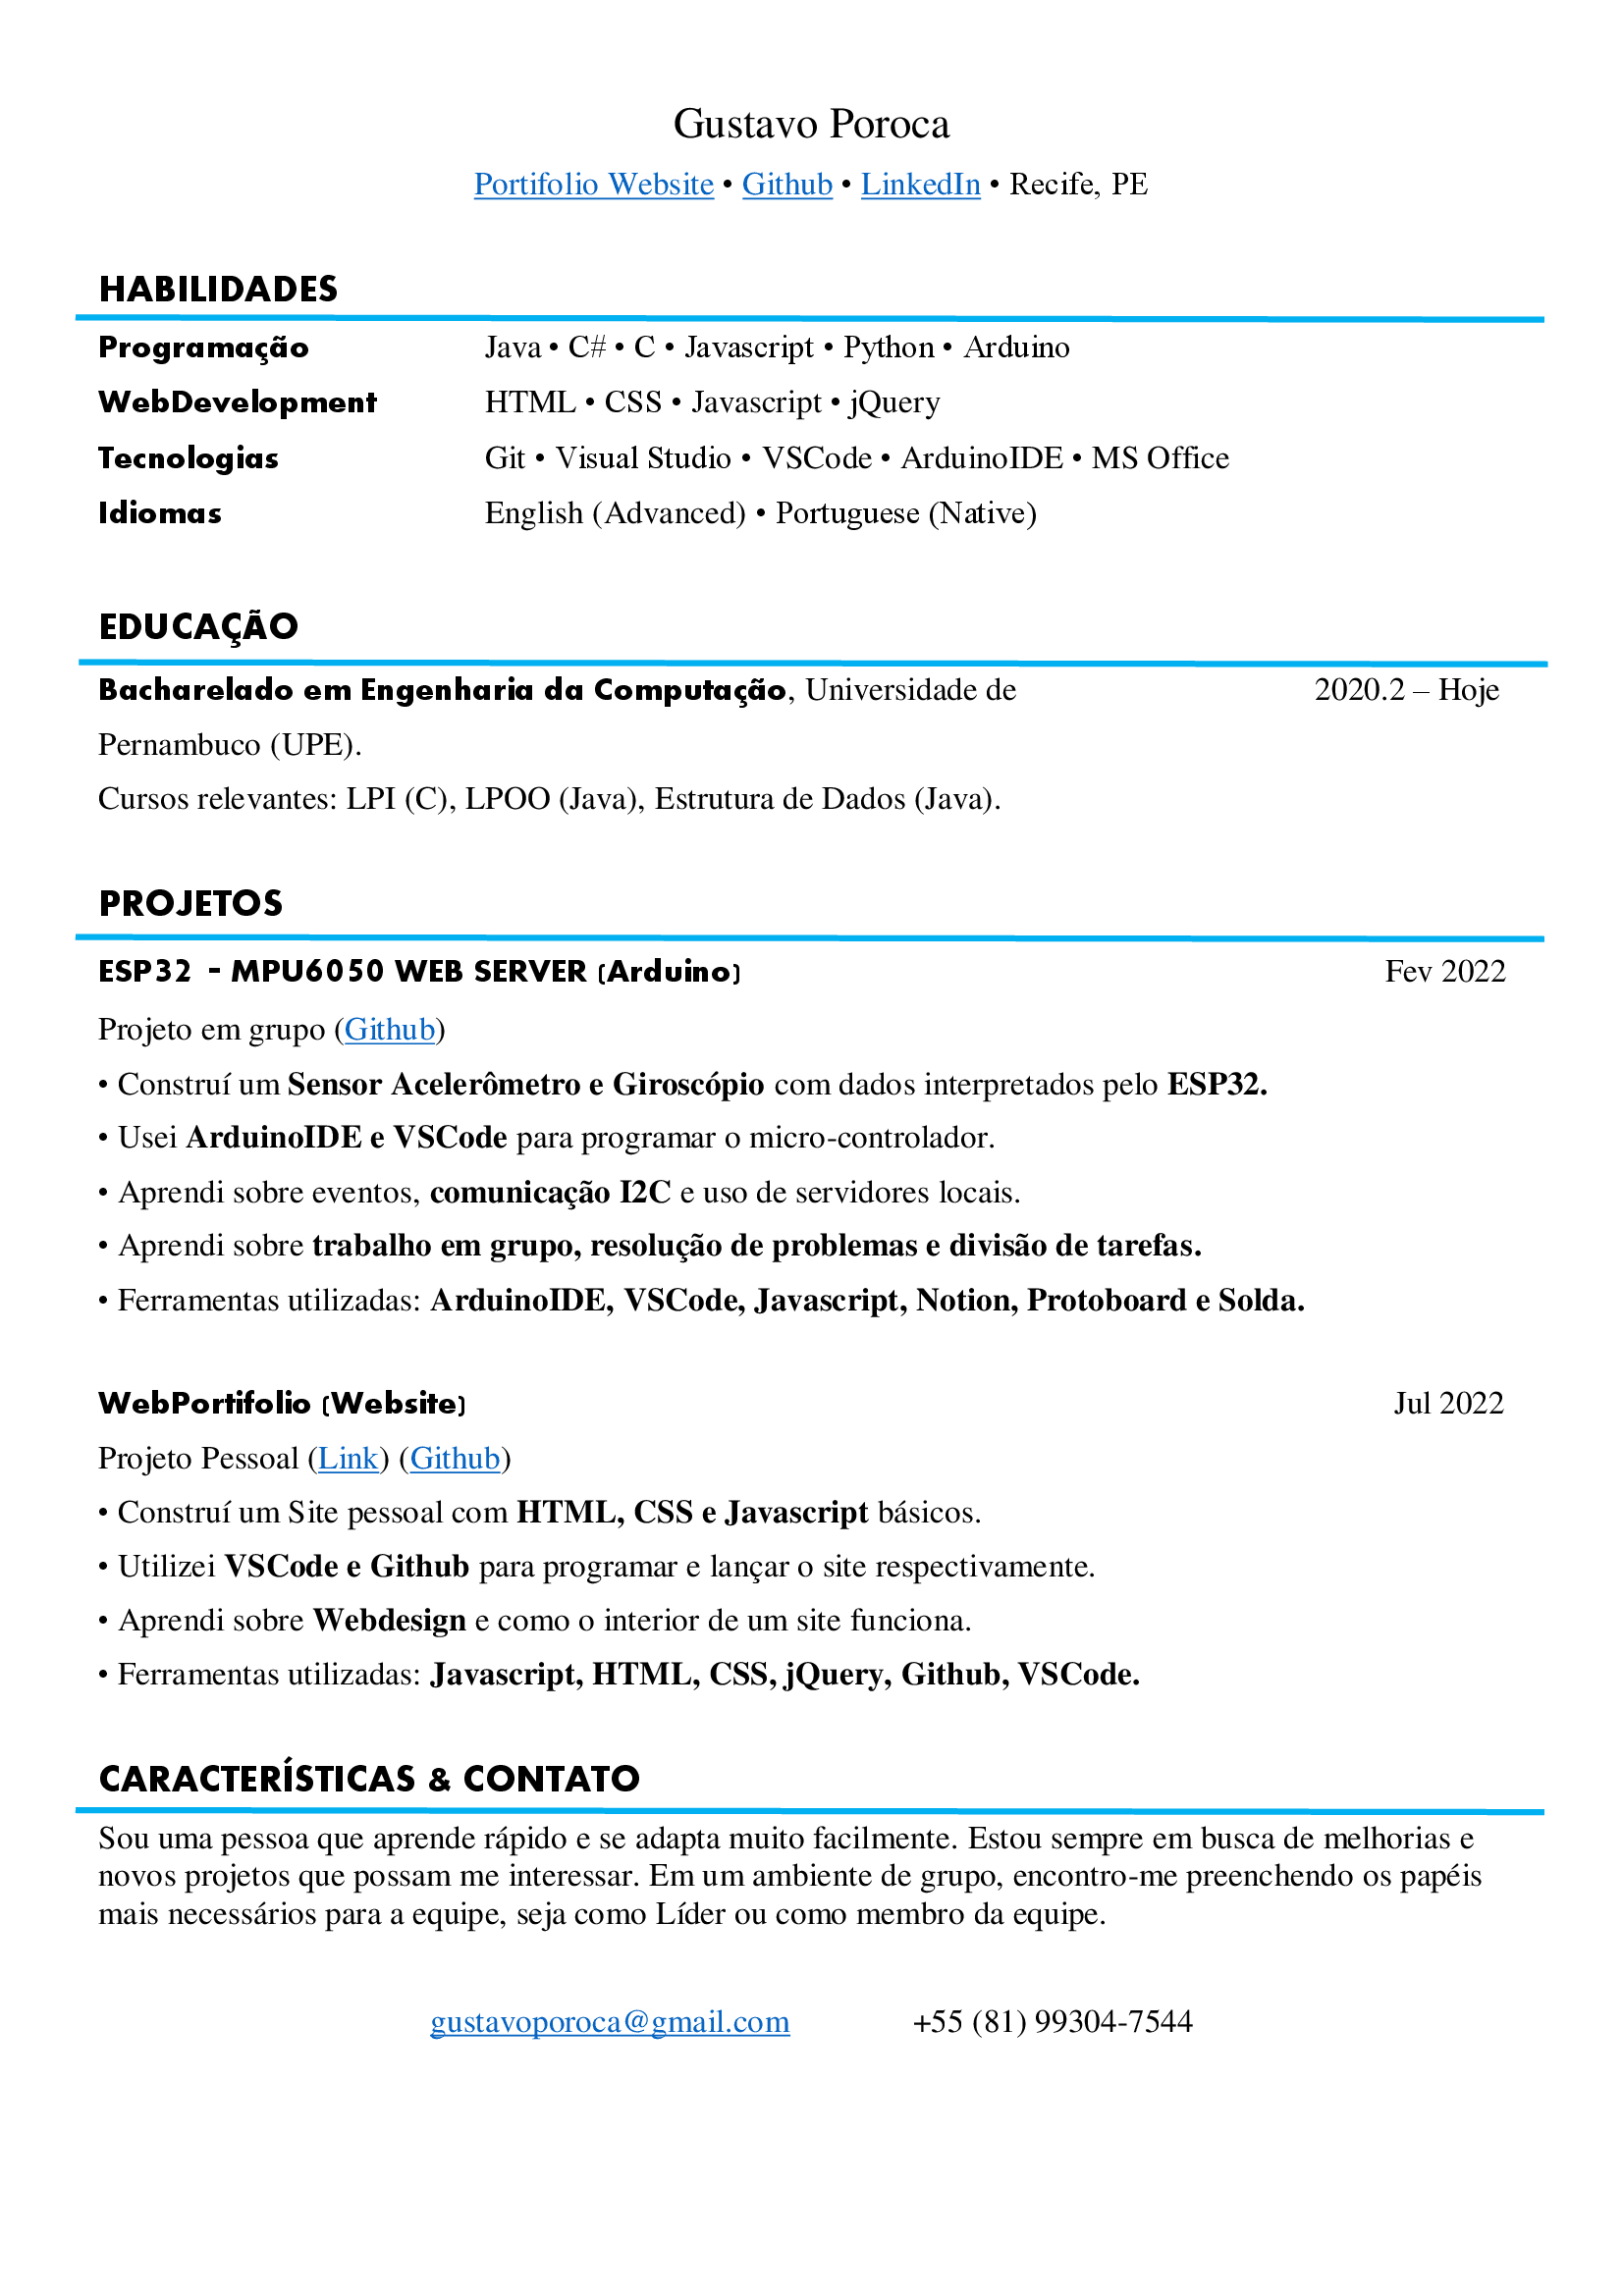 Gustavo Poroca
Portifolio Website • Github • LinkedIn • Recife, PE
HABILIDADES
Programação Java • C# • C • Javascript • Python • Arduino
WebDevelopment HTML • CSS • Javascript • jQuery
Tecnologias Git • Visual Studio • VSCode • ArduinoIDE • MS Office
Idiomas English (Advanced) • Portuguese (Native)
EDUCAÇÃO
Bacharelado em Engenharia da Computação, Universidade de 2020.2 – Hoje
Pernambuco (UPE).
Cursos relevantes: LPI (C), LPOO (Java), Estrutura de Dados (Java).
PROJETOS
ESP32 - MPU6050 WEB SERVER (Arduino) Fev 2022
Projeto em grupo (Github)
• Construí um Sensor Acelerômetro e Giroscópio com dados interpretados pelo ESP32.
• Usei ArduinoIDE e VSCode para programar o micro-controlador.
• Aprendi sobre eventos, comunicação I2C e uso de servidores locais.
• Aprendi sobre trabalho em grupo, resolução de problemas e divisão de tarefas.
• Ferramentas utilizadas: ArduinoIDE, VSCode, Javascript, Notion, Protoboard e Solda.
WebPortifolio (Website) Jul 2022
Projeto Pessoal (Link) (Github)
• Construí um Site pessoal com HTML, CSS e Javascript básicos.
• Utilizei VSCode e Github para programar e lançar o site respectivamente.
• Aprendi sobre Webdesign e como o interior de um site funciona.
• Ferramentas utilizadas: Javascript, HTML, CSS, jQuery, Github, VSCode.
CARACTERÍSTICAS & CONTATO
Sou uma pessoa que aprende rápido e se adapta muito facilmente. Estou sempre em busca de melhorias e
novos projetos que possam me interessar. Em um ambiente de grupo, encontro-me preenchendo os papéis
mais necessários para a equipe, seja como Líder ou como membro da equipe.
gustavoporoca@gmail.com +55 (81) 99304-7544